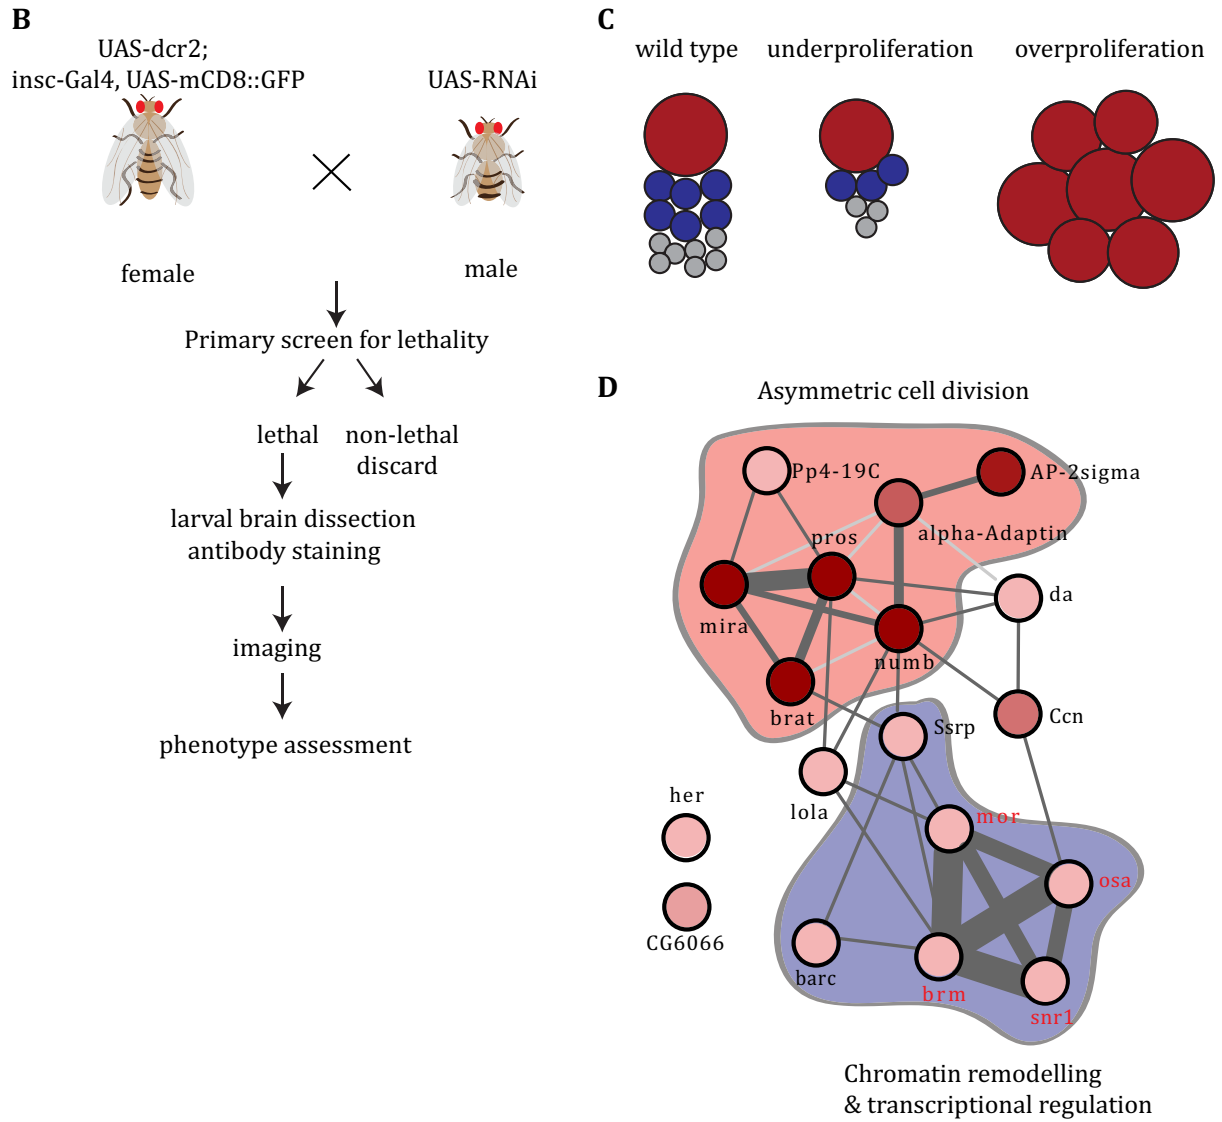 B
UAS-dcr2;
insc-Gal4, UAS-mCD8::GFP
UAS-RNAi
female
male
Primary screen for lethality
lethal
non-lethal
discard
larval brain dissection
antibody staining
imaging
phenotype assessment
C
wild type
underproliferation
overproliferation
D
Asymmetric cell division
Pp4-19C
AP-2sigma
alpha-Adaptin
pros
da
mira
numb
brat
Ccn
Ssrp
lola
her
mor
osa
CG6066
barc
brm
snr1
Chromatin remodelling
& transcriptional regulation